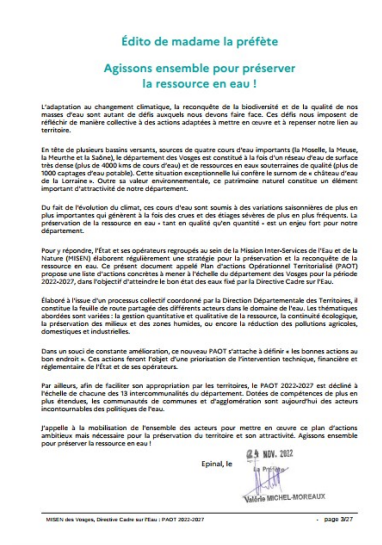 Édito de madame la préfète
Agissons ensemble pour préserver
la ressource en eau !
L'adaptation au changement climatique, la reconquête de la biodiversité et de la qualité de nos
masses d'eau sont autant de défis auxquels nous devons faire face. Ces défis nous imposent de
réfléchir de manière collective à des actions adaptées à mettre en œuvre et à repenser notre lien au
territoire.
En tête de plusieurs bassins versants, sources de quatre cours d'eau importants (la Moselle, la Meuse,
la Meurthe et la Saône), le département des Vosges est constitué à la fois d'un réseau d'eau de surface
très dense (plus de 4000 kms de cours d'eau) et de ressources en eaux souterraines de qualité (plus de
1000 captages d'eau potable). Cette situation exceptionnelle lui confère le surnom de « château d'eau
de la Lorraine ». Outre sa valeur environnementale, ce patrimoine naturel constitue un élément
important d'attractivité de notre département.
Du fait de l'évolution du climat, ces cours d'eau sont soumis à des variations saisonnières de plus en
plus importantes qui génèrent à la fois des crues et des étiages sévères de plus en plus fréquents. La
préservation de la ressource en eau - tant en qualité qu'en quantité - est un enjeu fort pour notre
département.
Pour y répondre, l'État et ses opérateurs regroupés au sein de la Mission Inter-Services de l'Eau et de la
Nature (MISEN) élaborent régulièrement une stratégie pour la préservation et la reconquête de la
ressource en eau. Ce présent document appelé Plan d'actions Opérationnel Territorialisé (PAOT)
propose une liste d'actions concrètes à mener à l'échelle du département des Vosges pour la période
2022-2027, dans l'objectif d'atteindre le bon état des eaux fixé par la Directive Cadre sur l'Eau.
Élaboré à l'issue d'un processus collectif coordonné par la Direction Départementale des Territoires, il
constitue la feuille de route partagée des différents acteurs dans le domaine de l'eau. Les thématiques
abordées sont variées : la gestion quantitative et qualitative de la ressource, la continuité écologique,
la préservation des milieux et des zones humides, ou encore la réduction des pollutions agricoles,
domestiques et industrielles.
Dans un souci de constante amélioration, ce nouveau PAOT s'attache à définir « les bonnes actions au
bon endroit ». Ces actions feront l'objet d'une priorisation de l'intervention technique, financière et
réglementaire de l'État et de ses opérateurs.
Par ailleurs, afin de faciliter son appropriation par les territoires, le PAOT 2022-2027 est décliné à
l'échelle de chacune des 13 intercommunalités du département. Dotées de compétences de plus en
plus étendues, les communautés de communes et d'agglomération sont aujourd'hui des acteurs
incontournables des politiques de l'eau.
J'appelle à la mobilisation de l'ensemble des acteurs pour mettre en œuvre ce plan d'actions
ambitieux mais nécessaire pour la préservation du territoire et son attractivité. Agissons ensemble
pour préserver la ressource en eau !
NOV. 2022
Epinal, le
La Préfète
Valérie MICHEL-MOREAUX
MISEN des Vosges, Directive Cadre sur l'Eau : PAOT 2022-2027 - page 3/27